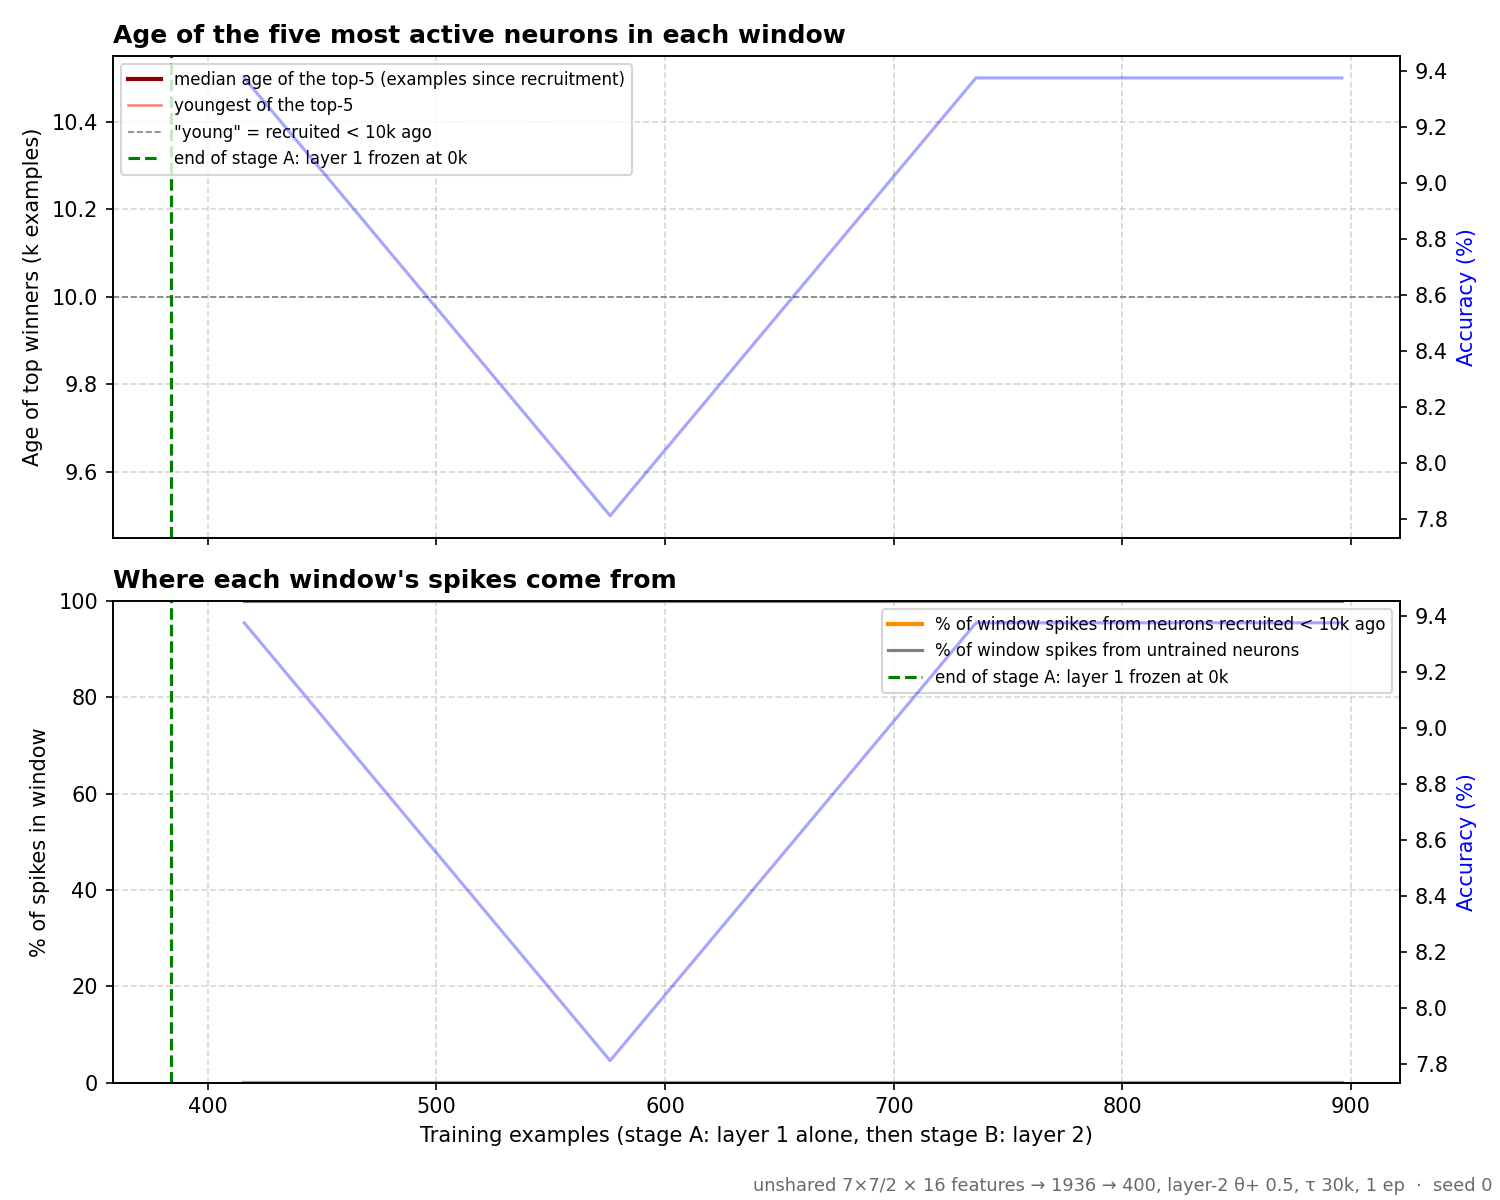 Age of the five most active neurons in each window
median age of the top-5 (examples since recruitment)
youngest of the top-5
"young" = recruited < 10k ago
end of stage A: layer 1 frozen at 0k
10.4
10.2
10.0
9.8
9.6
Age of top winners (k examples)
9.4
9.2
9.0
8.8
8.6
8.4
8.2
8.0
7.8
Accuracy (%)
Where each window's spikes come from
% of window spikes from neurons recruited < 10k ago
% of window spikes from untrained neurons
end of stage A: layer 1 frozen at 0k
100
80
60
40
20
0
% of spikes in window
9.4
9.2
9.0
8.8
8.6
8.4
8.2
8.0
7.8
Accuracy (%)
400 500 600 700 800 900
Training examples (stage A: layer 1 alone, then stage B: layer 2)
unshared 7×7/2 × 16 features → 1936 → 400, layer-2 θ+ 0.5, τ 30k, 1 ep · seed 0